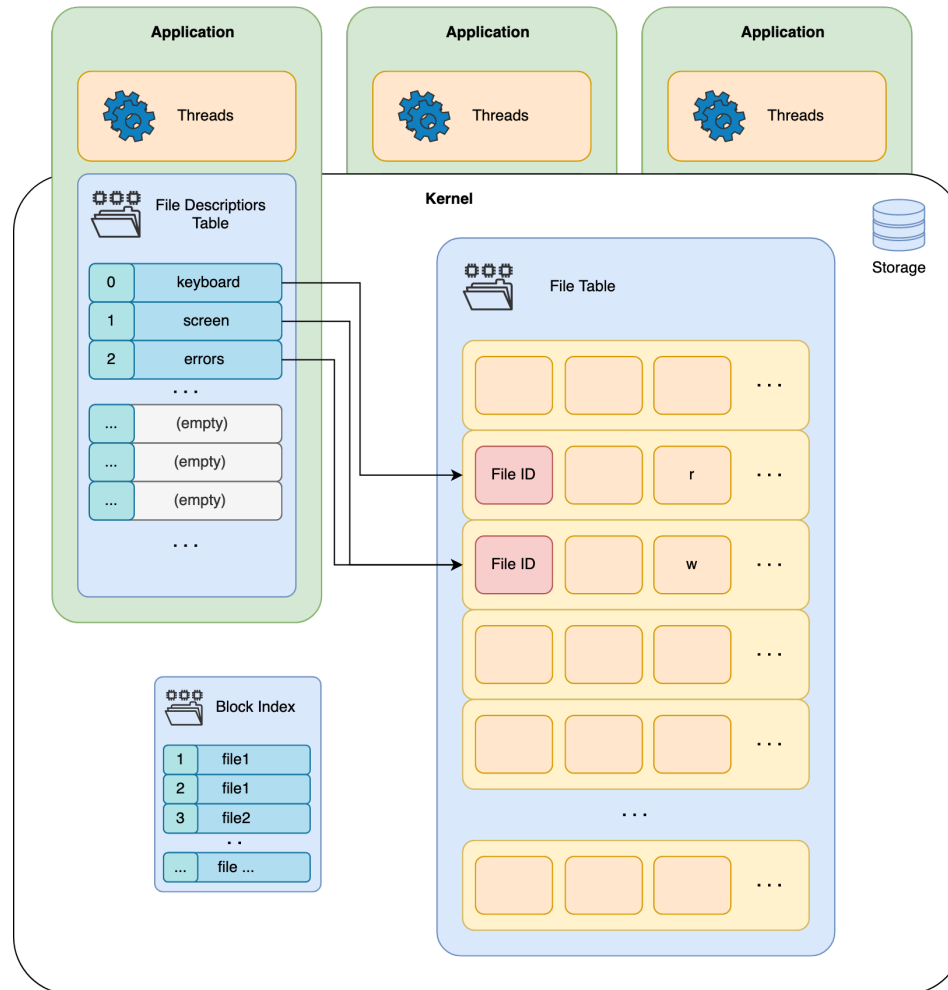 Application
Application
Application
Threads
Threads
Threads
Kernel
File Descriptiors
Table
0 keyboard
1 screen
2 errors
...
... (empty)
... (empty)
... (empty)
...
Storage
File Table
...
File ID r ...
File ID w ...
...
...
...
...
Block Index
1 file1
2 file1
3 file2
..
... file ...